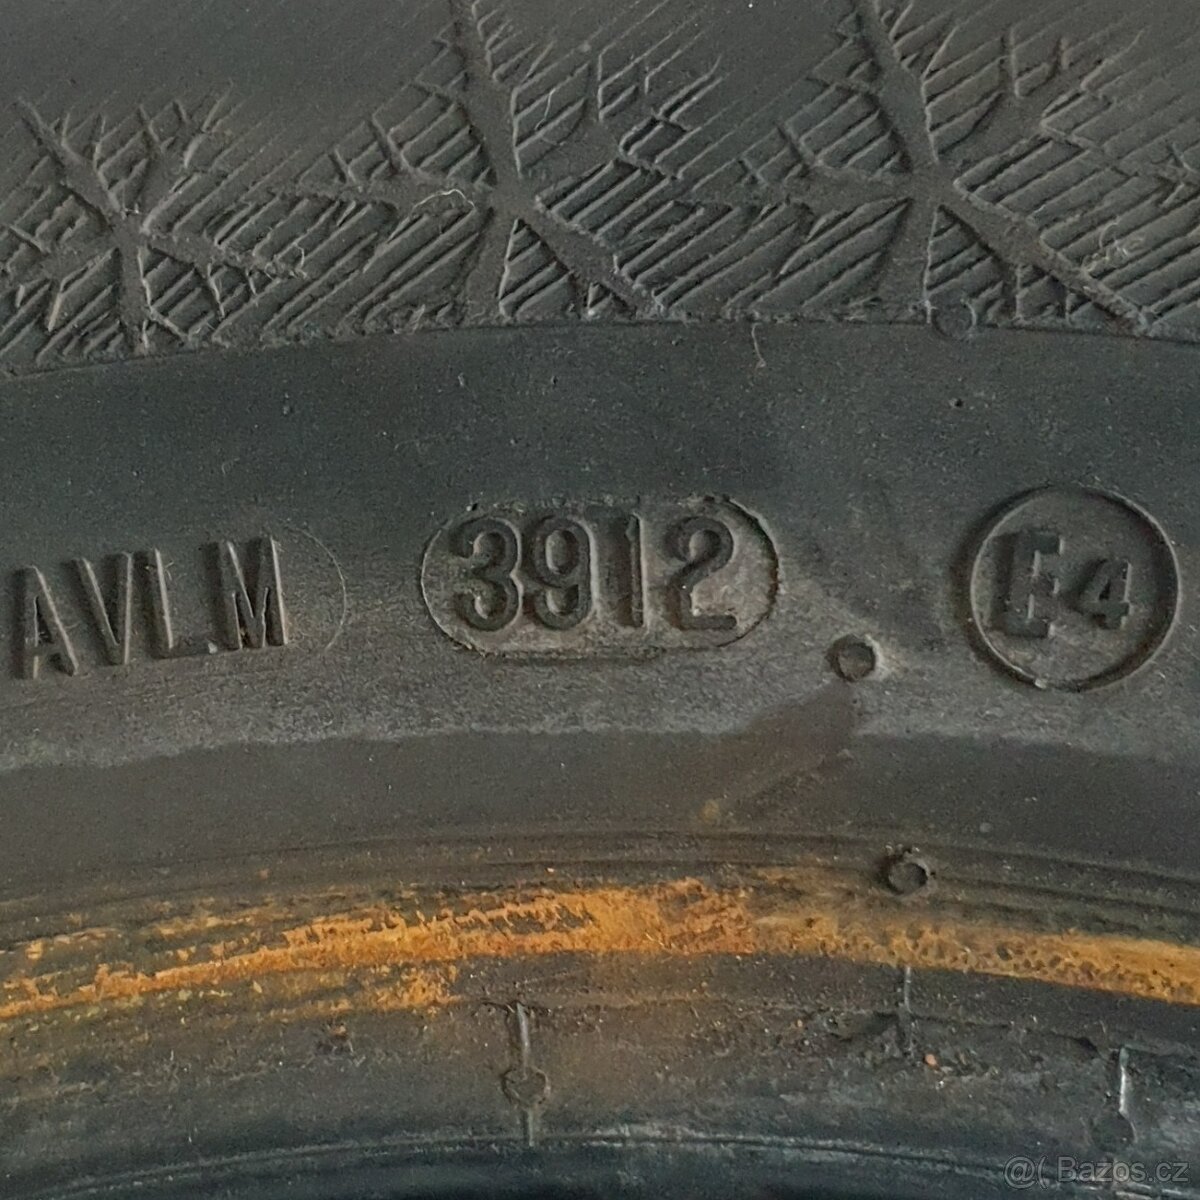 AVLM 3912 E4
@( Bazos.cz